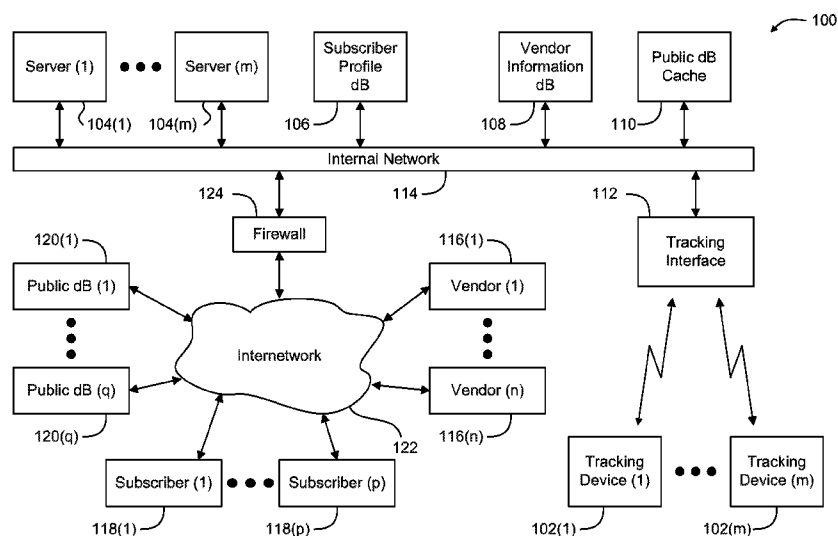 100
Server (1)
Server (m)
Subscriber
Profile
dB
Vendor
Information
dB
Public dB
Cache
104(1)
104(m)
106
108
110
Internal Network
124
114
112
Firewall
Tracking
Interface
120(1)
116(1)
Public dB (1)
Vendor (1)
Internetwork
Public dB (q)
Vendor (n)
120(q)
122
116(n)
Subscriber (1)
Subscriber (p)
Tracking
Device (1)
Tracking
Device (m)
118(1)
118(p)
102(1)
102(m)